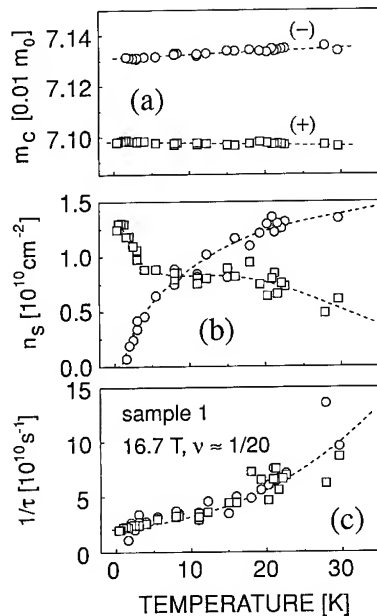 7.14
(−)
m_C [0.01 m_0]
(a)
7.10
(+)
1.5
1.0
n_S [10^10 cm^-2]
0.5
(b)
0.0
15
sample 1
16.7 T, ν ≈ 1/20
1/τ [10^10 s^-1]
10
5
(c)
0
0 10 20 30
TEMPERATURE [K]